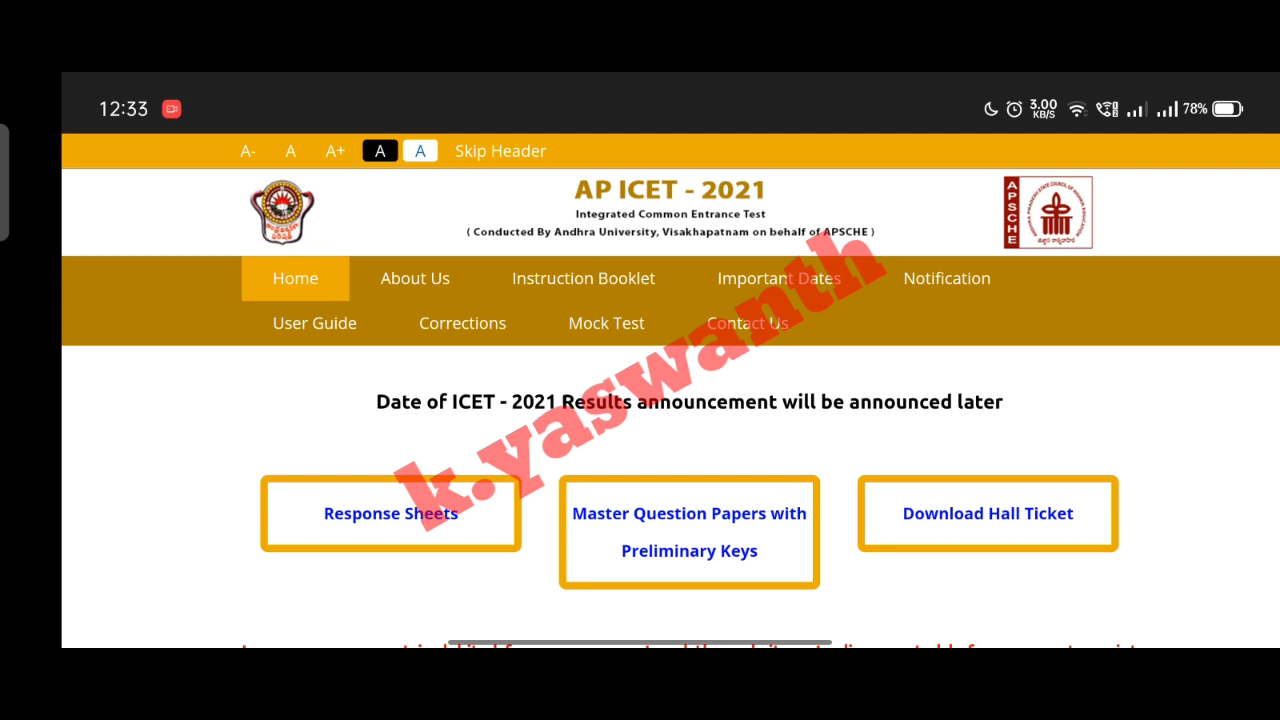 12:33
3.00 KB/S
78%
A- A A+ A A Skip Header
AP ICET - 2021
Integrated Common Entrance Test
( Conducted By Andhra University, Visakhapatnam on behalf of APSCHE )
APSCHE
Home About Us Instruction Booklet Important Dates Notification
User Guide Corrections Mock Test Contact Us
k.yaswanth
Date of ICET - 2021 Results announcement will be announced later
Response Sheets
Master Question Papers with
Preliminary Keys
Download Hall Ticket